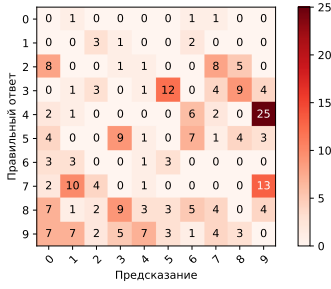 0 0 1 0 0 0 0 1 1 0 0 25
1 0 0 3 1 0 0 2 0 0 0
2 8 0 0 1 1 0 0 8 5 0 20
3 0 1 3 0 1 12 0 4 9 4
Правильный ответ
4 2 1 0 0 0 0 6 2 0 25 15
5 4 0 0 9 1 0 7 1 4 3
6 3 3 0 0 1 3 0 0 0 0 10
7 2 10 4 0 1 0 0 0 0 13
8 7 1 2 9 3 3 5 4 0 4 5
9 7 7 2 5 7 3 1 4 3 0 0
0 1 2 3 4 5 6 7 8 9
Предсказание